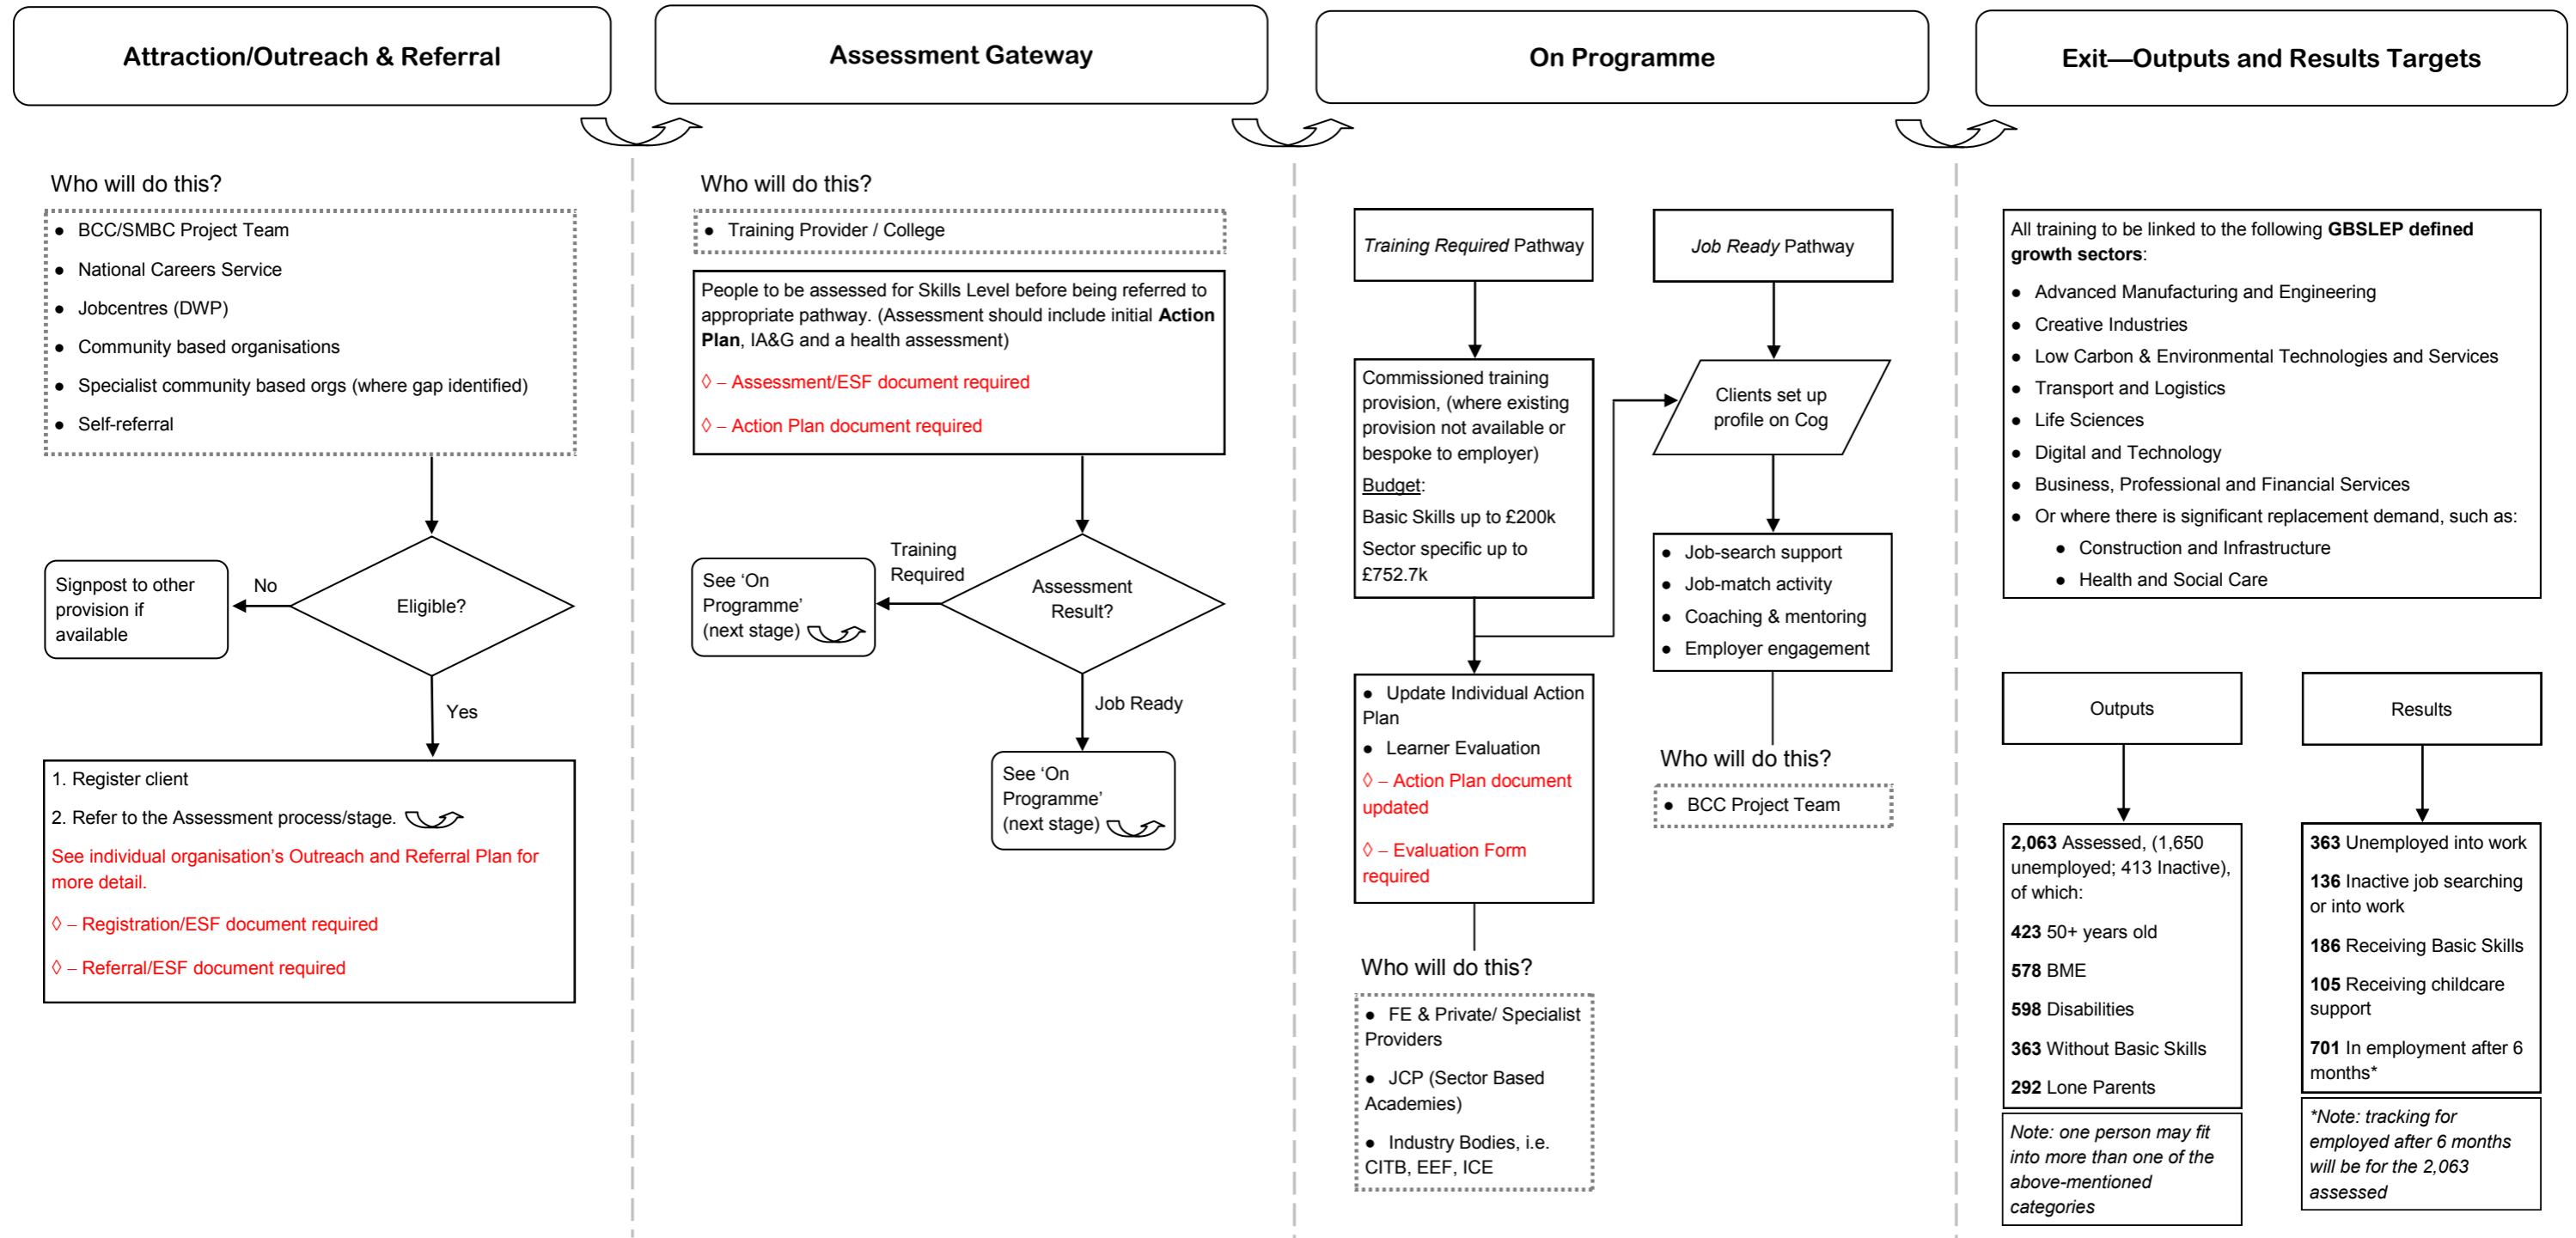 Attraction/Outreach & Referral
Who will do this?
● BCC/SMBC Project Team
● National Careers Service
● Jobcentres (DWP)
● Community based organisations
● Specialist community based orgs (where gap identified)
● Self-referral
Eligible?
No
Signpost to other
provision if
available
Yes
1. Register client
2. Refer to the Assessment process/stage.
See individual organisation's Outreach and Referral Plan for
more detail.
◊ – Registration/ESF document required
◊ – Referral/ESF document required
Assessment Gateway
Who will do this?
● Training Provider / College
People to be assessed for Skills Level before being referred to
appropriate pathway. (Assessment should include initial Action
Plan, IA&G and a health assessment)
◊ – Assessment/ESF document required
◊ – Action Plan document required
Assessment
Result?
Training
Required
See ‘On
Programme’
(next stage)
Job Ready
See ‘On
Programme’
(next stage)
On Programme
Training Required Pathway
Commissioned training
provision, (where existing
provision not available or
bespoke to employer)
Budget:
Basic Skills up to £200k
Sector specific up to
£752.7k
● Update Individual Action
Plan
● Learner Evaluation
◊ – Action Plan document
updated
◊ – Evaluation Form
required
Who will do this?
● FE & Private/ Specialist
Providers
● JCP (Sector Based
Academies)
● Industry Bodies, i.e.
CITB, EEF, ICE
Job Ready Pathway
Clients set up
profile on Cog
● Job-search support
● Job-match activity
● Coaching & mentoring
● Employer engagement
Who will do this?
● BCC Project Team
Exit—Outputs and Results Targets
All training to be linked to the following GBSLEP defined
growth sectors:
● Advanced Manufacturing and Engineering
● Creative Industries
● Low Carbon & Environmental Technologies and Services
● Transport and Logistics
● Life Sciences
● Digital and Technology
● Business, Professional and Financial Services
● Or where there is significant replacement demand, such as:
● Construction and Infrastructure
● Health and Social Care
Outputs
2,063 Assessed, (1,650
unemployed; 413 Inactive),
of which:
423 50+ years old
578 BME
598 Disabilities
363 Without Basic Skills
292 Lone Parents
Note: one person may fit
into more than one of the
above-mentioned
categories
Results
363 Unemployed into work
136 Inactive job searching
or into work
186 Receiving Basic Skills
105 Receiving childcare
support
701 In employment after 6
months*
*Note: tracking for
employed after 6 months
will be for the 2,063
assessed